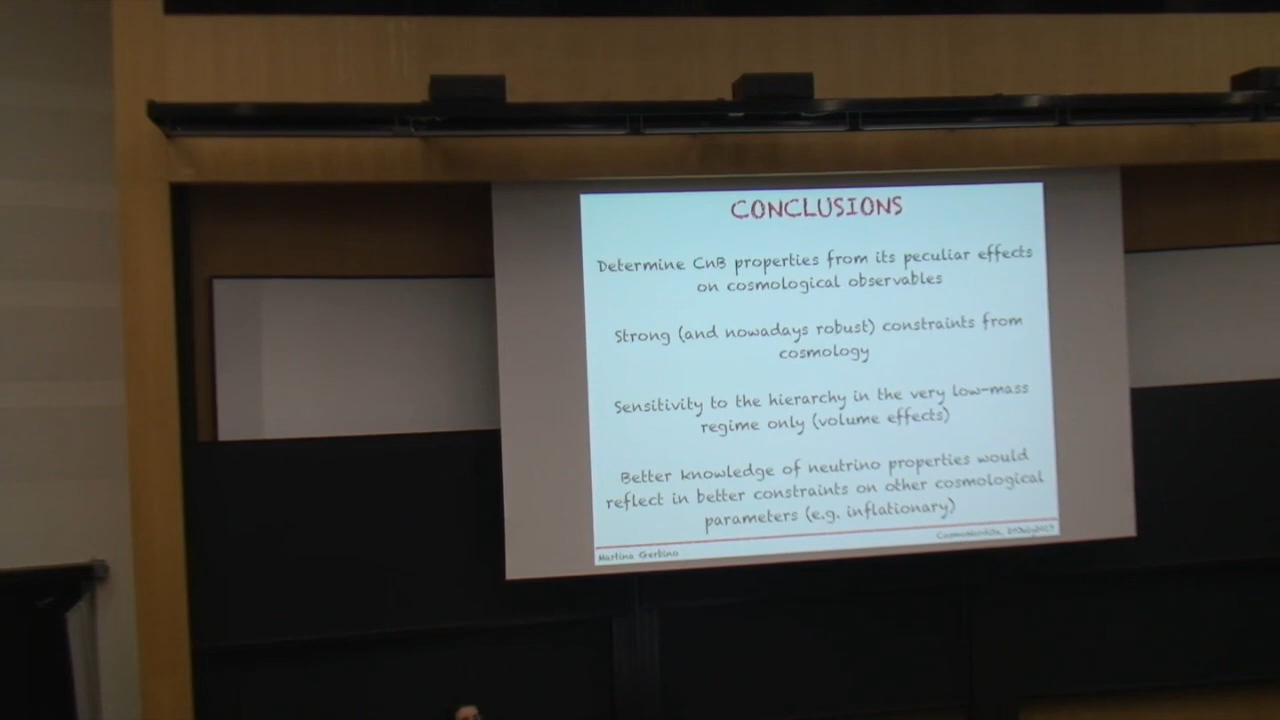 CONCLUSIONS
Determine CnB properties from its peculiar effects
on cosmological observables
Strong (and nowadays robust) constraints from
cosmology
Sensitivity to the hierarchy in the very low-mass
regime only (volume effects)
Better knowledge of neutrino properties would
reflect in better constraints on other cosmological
parameters (e.g. inflationary)
Martina Gerbino